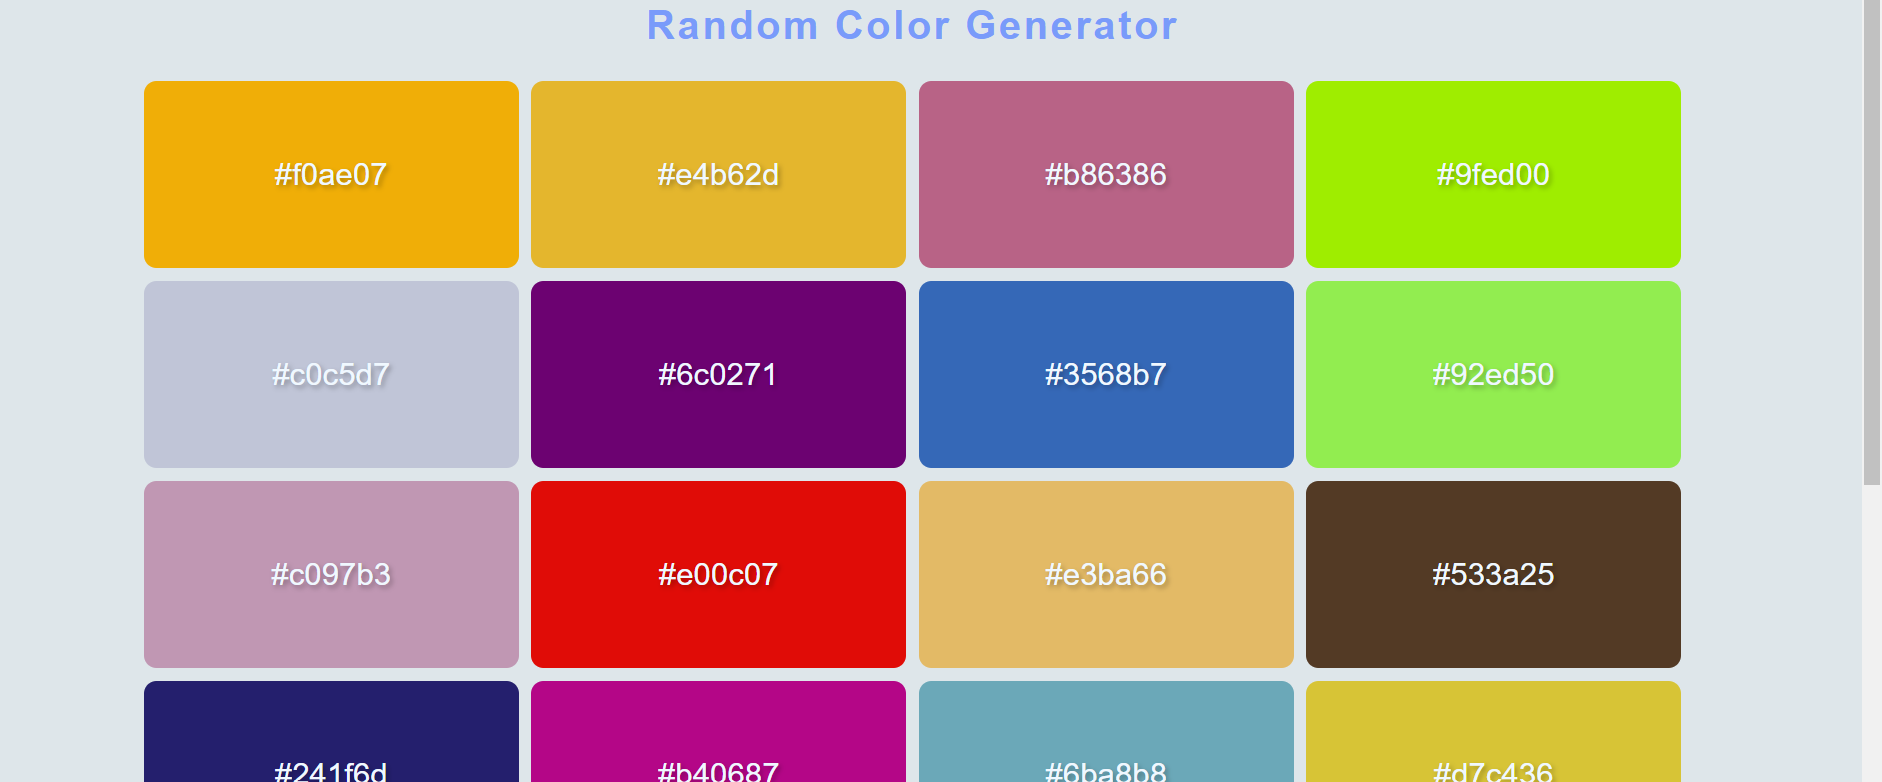 Random Color Generator
#f0ae07 #e4b62d #b86386 #9fed00
#c0c5d7 #6c0271 #3568b7 #92ed50
#c097b3 #e00c07 #e3ba66 #533a25
#241f6d #b40687 #6ba8b8 #d7c436